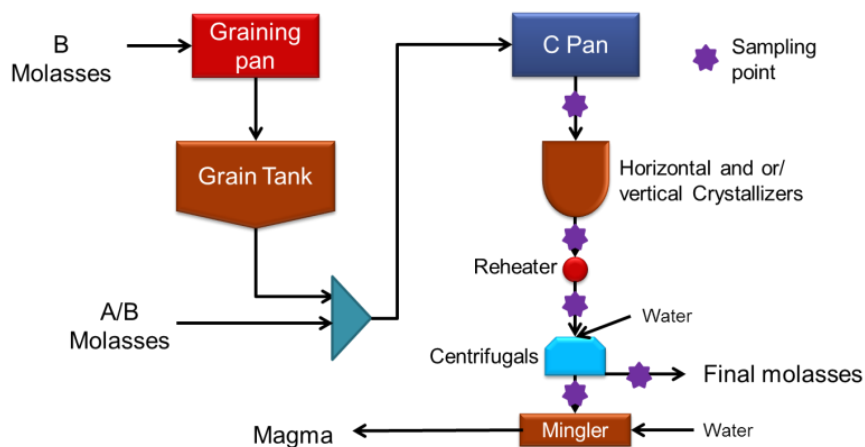 B
Molasses
Graining
pan
C Pan
Sampling
point
Grain Tank
Horizontal and or/
vertical Crystallizers
Reheater
A/B
Molasses
Water
Centrifugals
Final molasses
Magma
Mingler
Water